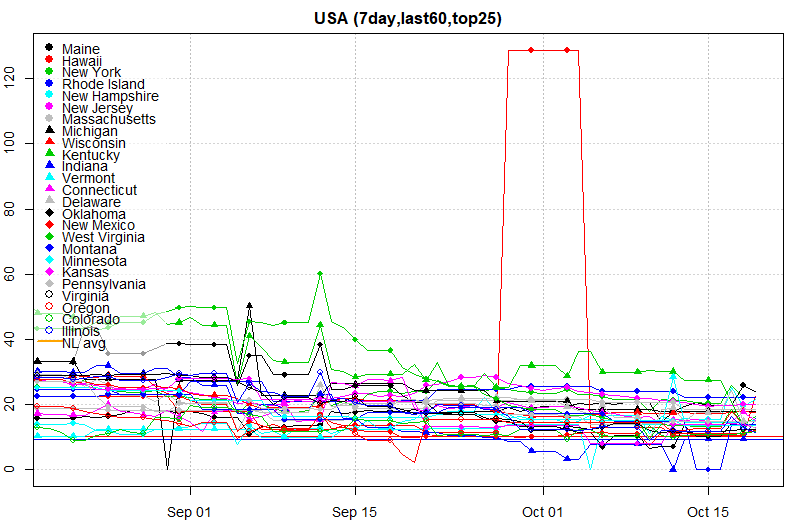 USA (7day,last60,top25)
120
100
80
60
40
20
0
Maine
Hawaii
New York
Rhode Island
New Hampshire
New Jersey
Massachusetts
Michigan
Wisconsin
Kentucky
Indiana
Vermont
Connecticut
Delaware
Oklahoma
New Mexico
West Virginia
Montana
Minnesota
Kansas
Pennsylvania
Virginia
Oregon
Colorado
Illinois
NL avg
Sep 01
Sep 15
Oct 01
Oct 15